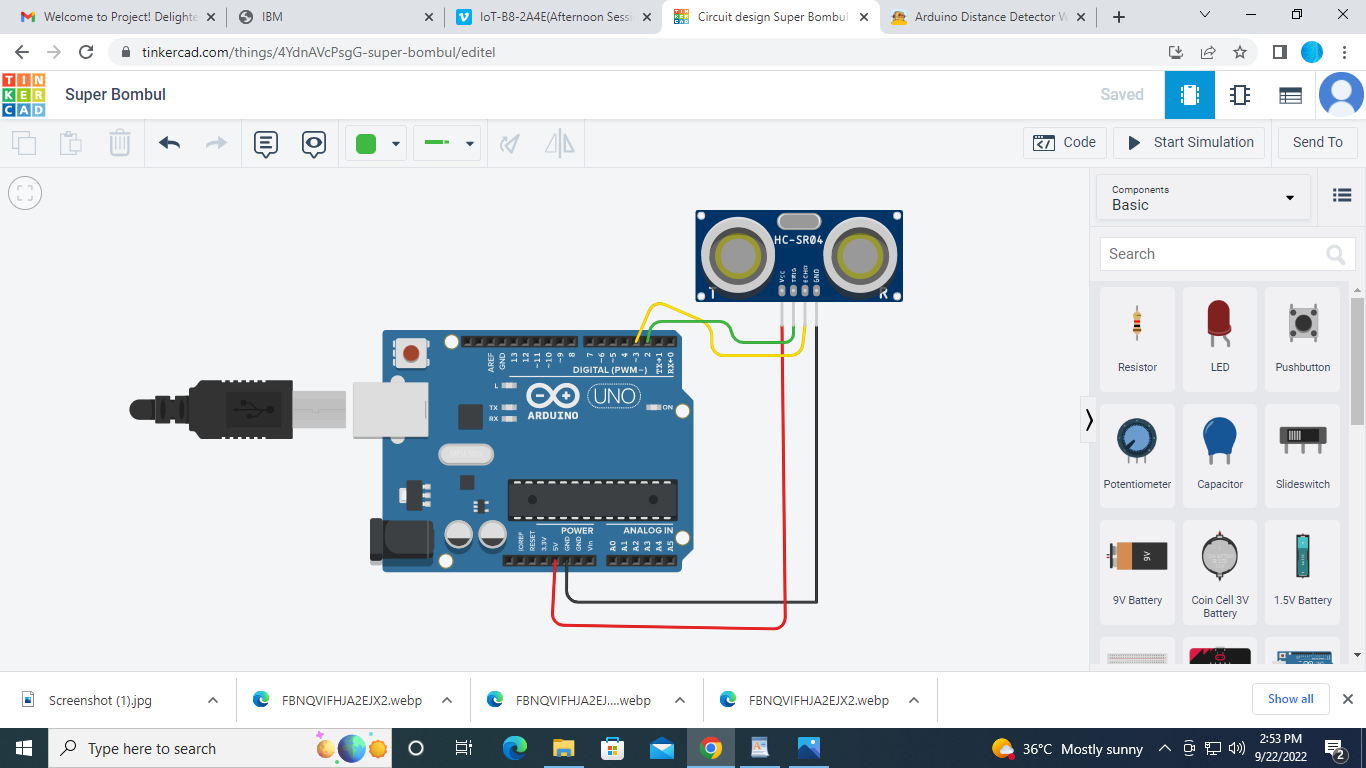 Welcome to Project! Delighte
IBM
IoT-B8-2A4E(Afternoon Sessi
Circuit design Super Bombul
Arduino Distance Detector W
tinkercad.com/things/4YdnAVcPsgG-super-bombul/editel
TIN
KER
CAD
Super Bombul
Saved
Code
Start Simulation
Send To
Components
Basic
Search
Resistor
LED
Pushbutton
Potentiometer
Capacitor
Slideswitch
9V
9V Battery
Coin Cell 3V
Battery
1.5V Battery
HC-SR04
VCC
TRIG
ECHO
GND
T
R
AREF
GND
13
12
~11
~10
~9
8
7
~6
~5
4
~3
2
TX→1
RX←0
DIGITAL (PWM~)
L
TX
RX
ARDUINO
UNO
ON
POWER
ANALOG IN
IOREF
RESET
3.3V
5V
GND
GND
Vin
A0
A1
A2
A3
A4
A5
Screenshot (1).jpg
FBNQVIFHJA2EJX2.webp
FBNQVIFHJA2EJ....webp
FBNQVIFHJA2EJX2.webp
Show all
Type here to search
36°C Mostly sunny
2:53 PM
9/22/2022
2